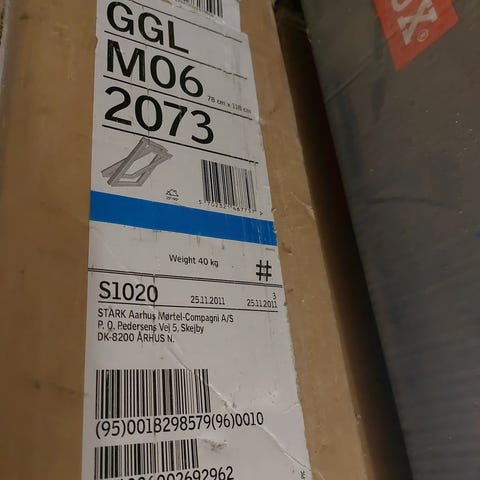 GGL
M06
78 cm x 118 cm
2073
Weight 40 kg
#
S1020
25.11.2011
3
25.11.2011
STARK Aarhus Mørtel-Compagni A/S
P. O. Pedersens Vej 5, Skejby
DK-8200 ÅRHUS N.
(95)0018298579(96)0010